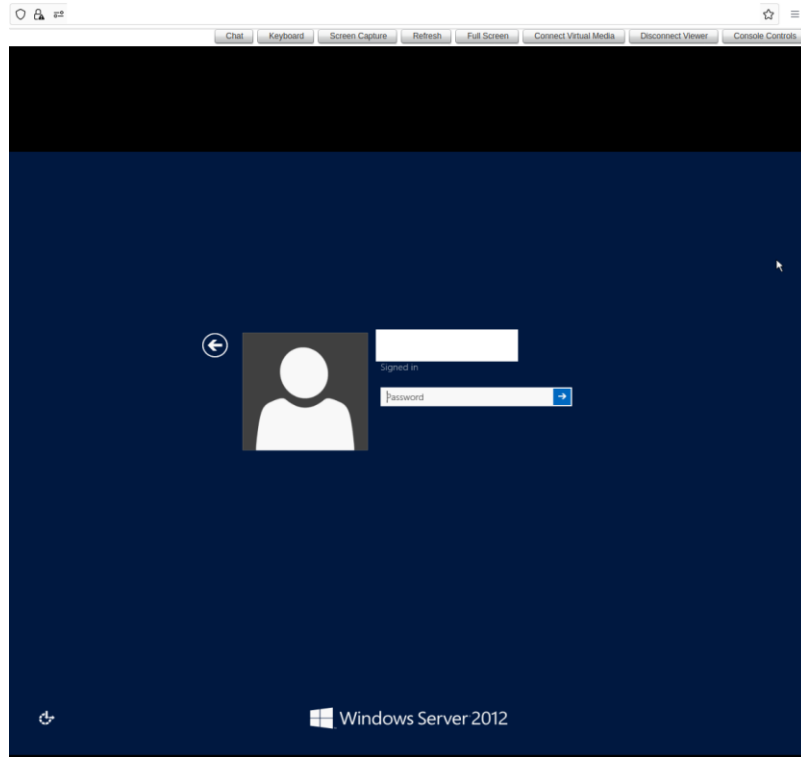 Chat Keyboard Screen Capture Refresh Full Screen Connect Virtual Media Disconnect Viewer Console Controls
Signed in
Password
Windows Server 2012